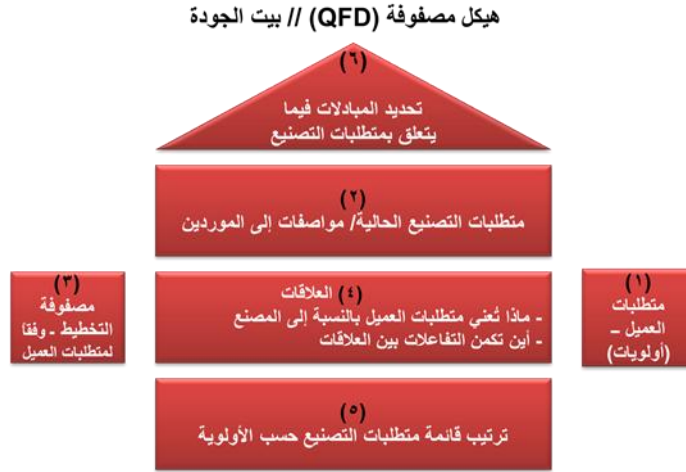 هيكل مصفوفة (QFD) // بيت الجودة
(٦)
تحديد المبادلات فيما
يتعلق بمتطلبات التصنيع
(٢)
متطلبات التصنيع الحالية/ مواصفات إلى الموردين
(١)
متطلبات
العميل –
(أولويات)
(٤) العلاقات
- ماذا تُعني متطلبات العميل بالنسبة إلى المصنع
- أين تكمن التفاعلات بين العلاقات
(٣)
مصفوفة
التخطيط - وفقًا
لمتطلبات العميل
(٥)
ترتيب قائمة متطلبات التصنيع حسب الأولوية